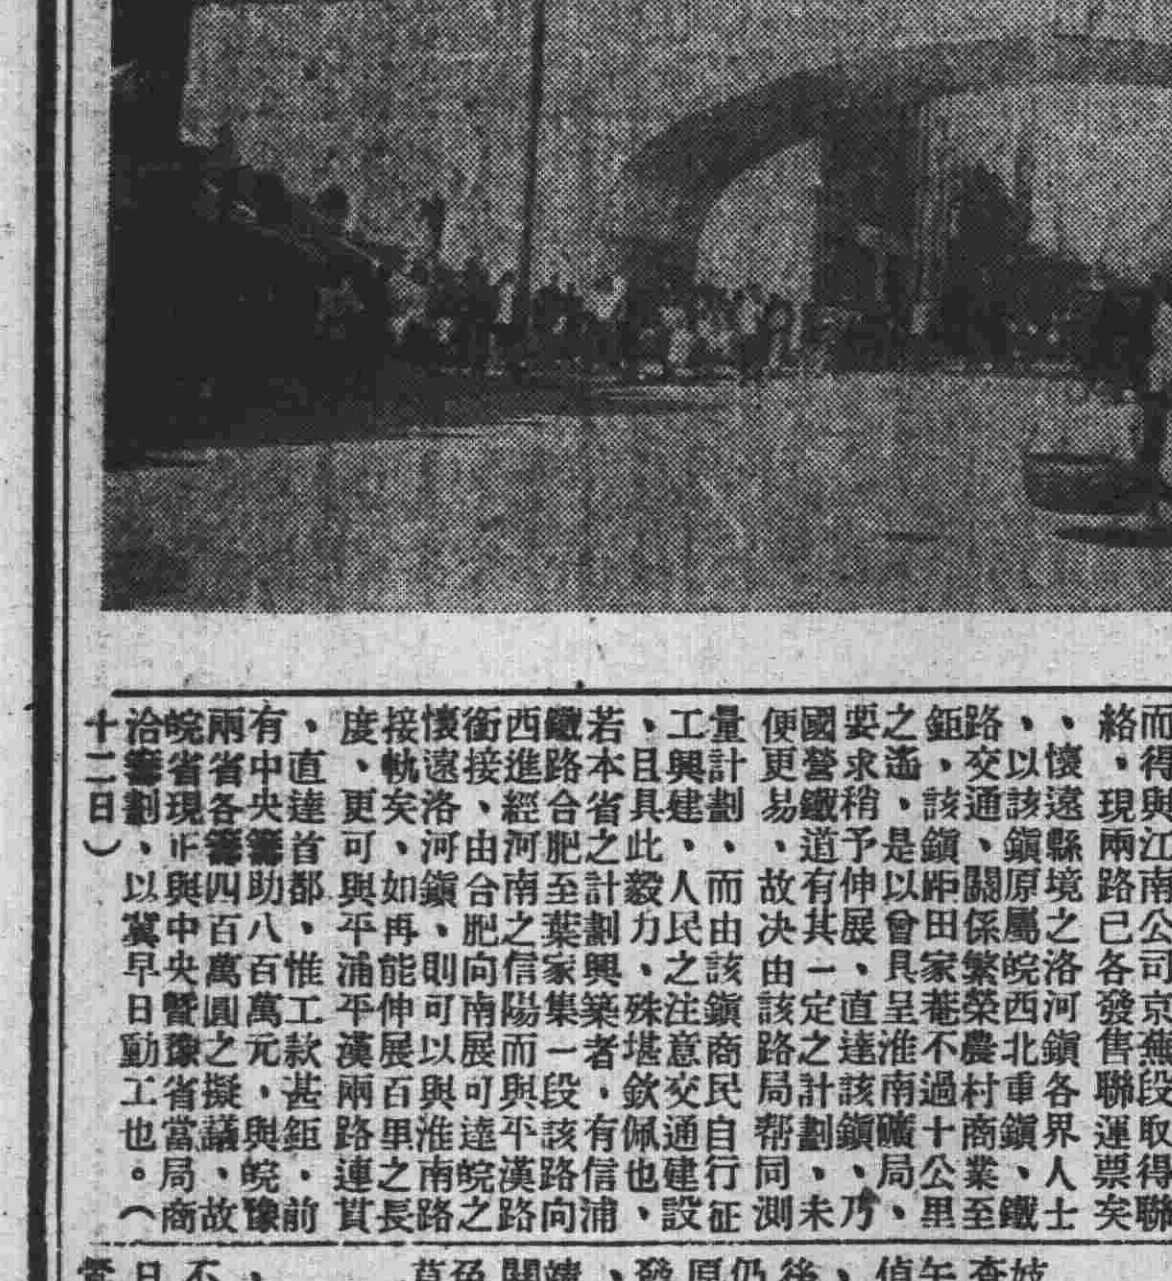 而得與江南公司京蕪段取得聯
絡，現兩路已各發售聯運票矣
、懷遠縣境之洛河鎮各界人士
、以該鎮原屬皖西北重鎮、鐵
路交通、關係繁榮農村商業至
鉅，該鎮距田家菴不過十公里
之遙、是以曾具呈淮南礦局、
要求稍予伸展、直達該鎮、乃
國營鐵道有其一定之計劃、未
便更易、故决由該路局帮同測
量計劃、而由該鎮商民自行征
工興建、人民之注意交通建設
、且具此毅力、殊堪欽佩也、
若本省之計劃興築者，有信浦
鐵路合肥至葉家集一段該路向
西進經河南之信陽而與平漢路
銜接、由合肥向南展可達皖之
懷遠洛河鎮、則可以與淮南路
接軌矣、如再能伸展百里之長
度、更可與平浦平漢兩路連貫
、直達首都、惟工款甚鉅，前
有中央籌助八百萬元，與皖豫
兩省各籌四百萬圓之擬議、故
皖省現正與中央暨豫省當局商
洽籌劃、以冀早日動工也。（
十二日）